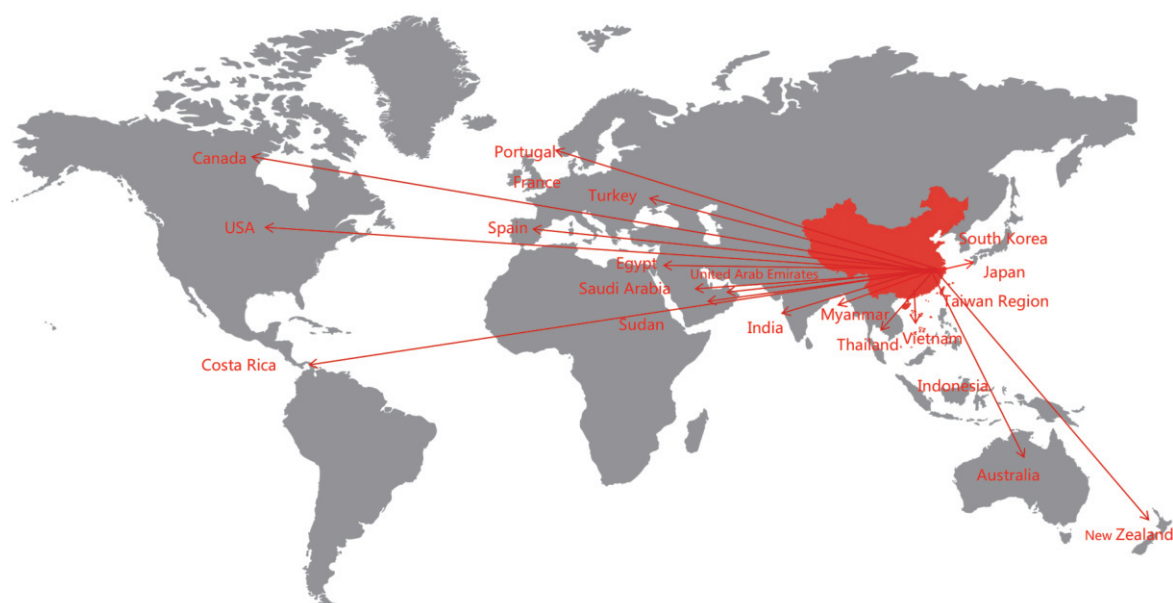 Portugal
Canada
France
Turkey
USA
Spain
South Korea
Egypt
United Arab Emirates
Japan
Saudi Arabia
Taiwan Region
Myanmar
Sudan
India
Vietnam
Thailand
Costa Rica
Indonesia
Australia
New Zealand